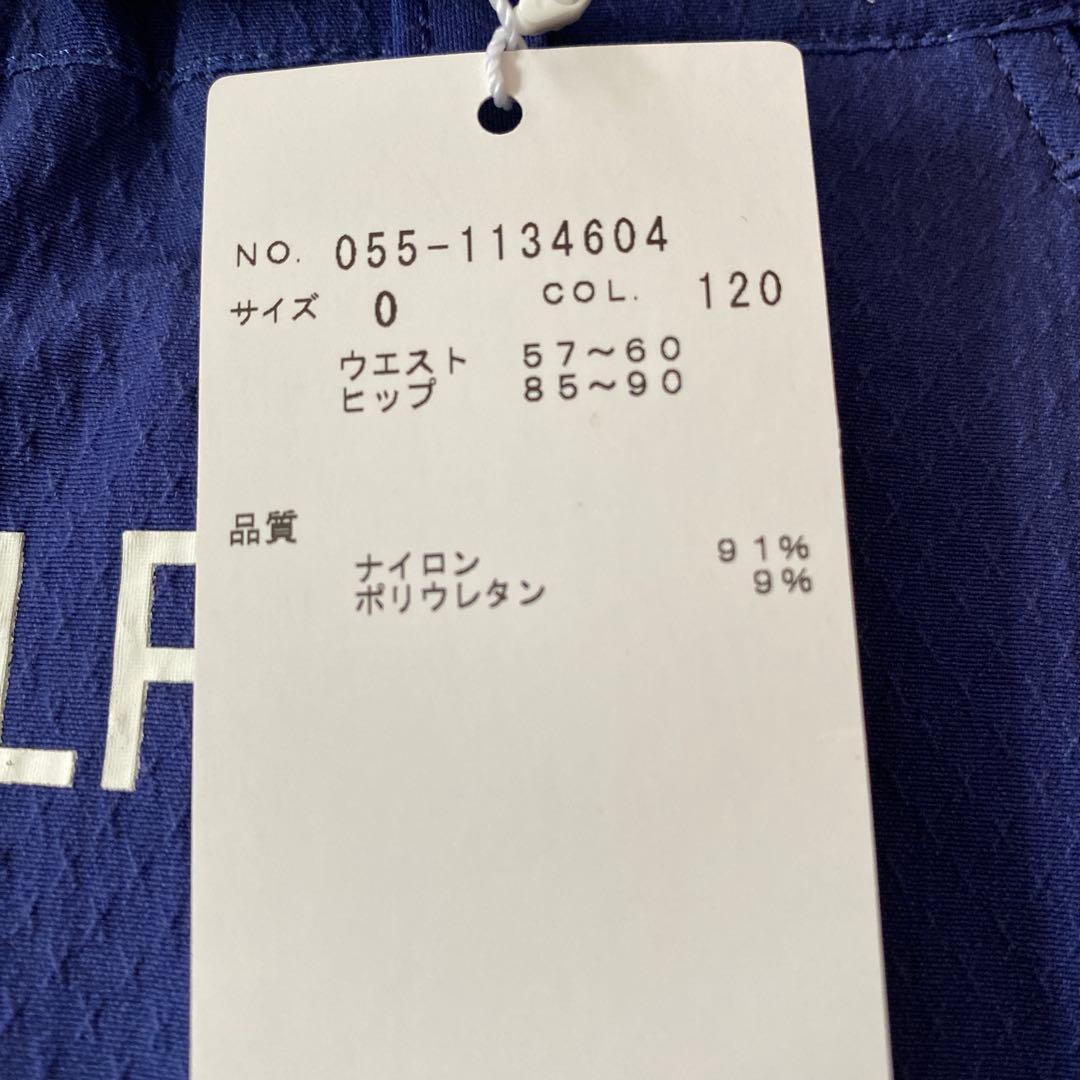 NO. 055-1134604
サイズ 0 COL. 120
ウエスト 57～60
ヒップ 85～90
品質
ナイロン 91%
ポリウレタン 9%
LF